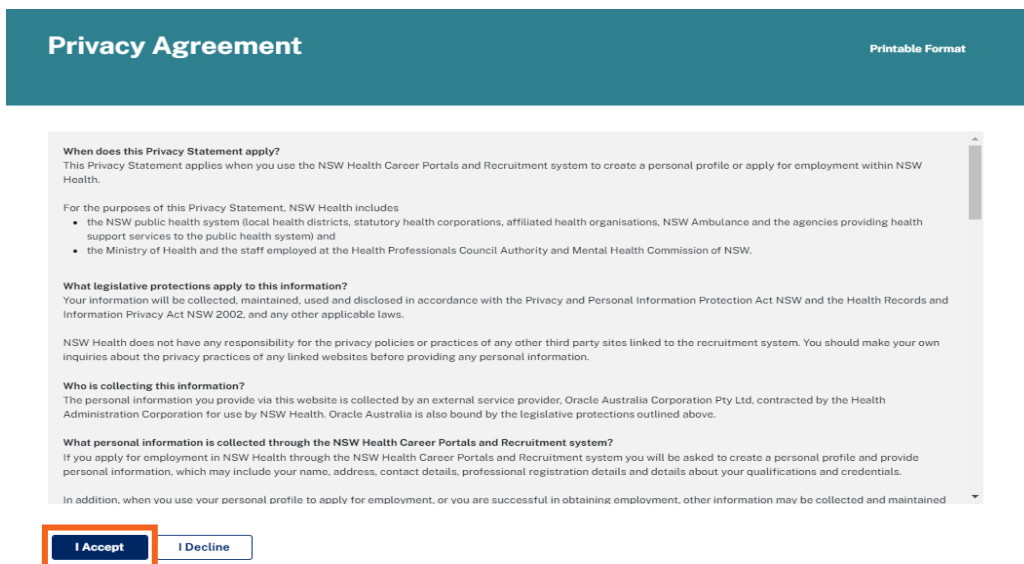 Privacy Agreement
Printable Format
When does this Privacy Statement apply?
This Privacy Statement applies when you use the NSW Health Career Portals and Recruitment system to create a personal profile or apply for employment within NSW
Health.
For the purposes of this Privacy Statement, NSW Health includes
• the NSW public health system (local health districts, statutory health corporations, affiliated health organisations, NSW Ambulance and the agencies providing health
support services to the public health system) and
• the Ministry of Health and the staff employed at the Health Professionals Council Authority and Mental Health Commission of NSW.
What legislative protections apply to this information?
Your information will be collected, maintained, used and disclosed in accordance with the Privacy and Personal Information Protection Act NSW and the Health Records and
Information Privacy Act NSW 2002, and any other applicable laws.
NSW Health does not have any responsibility for the privacy policies or practices of any other third party sites linked to the recruitment system. You should make your own
inquiries about the privacy practices of any linked websites before providing any personal information.
Who is collecting this information?
The personal information you provide via this website is collected by an external service provider, Oracle Australia Corporation Pty Ltd, contracted by the Health
Administration Corporation for use by NSW Health. Oracle Australia is also bound by the legislative protections outlined above.
What personal information is collected through the NSW Health Career Portals and Recruitment system?
If you apply for employment in NSW Health through the NSW Health Career Portals and Recruitment system you will be asked to create a personal profile and provide
personal information, which may include your name, address, contact details, professional registration details and details about your qualifications and credentials.
In addition, when you use your personal profile to apply for employment, or you are successful in obtaining employment, other information may be collected and maintained
I Accept
I Decline